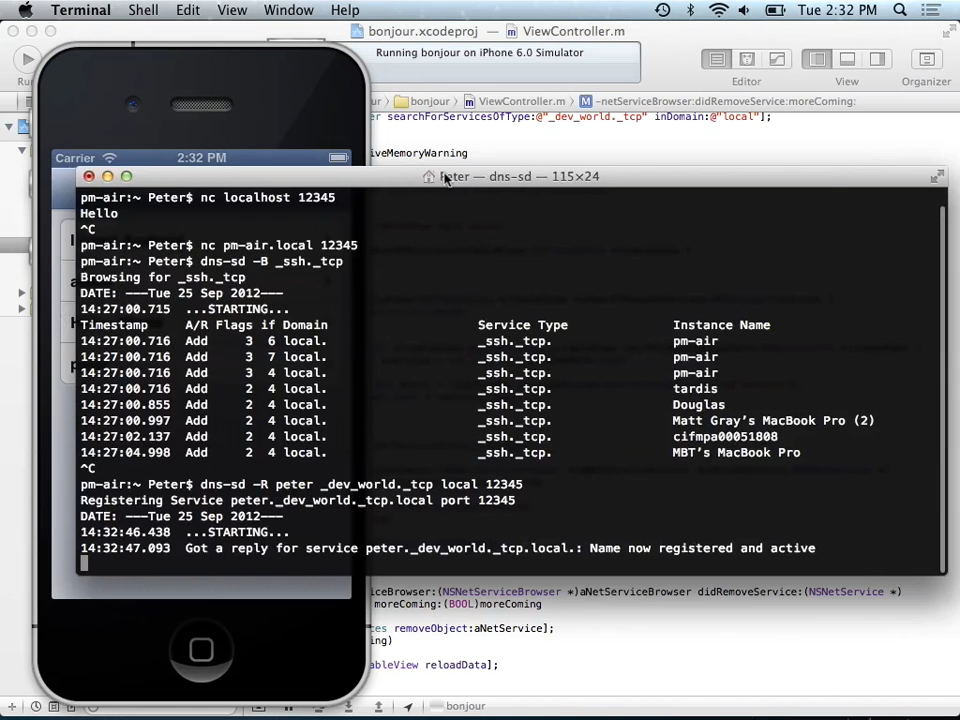 Terminal Shell Edit View Window Help Tue 2:32 PM
bonjour.xcodeproj — ViewController.m
Running bonjour on iPhone 6.0 Simulator
Editor View Organizer
bonjour ViewController.m -netServiceBrowser:didRemoveService:moreComing:
searchForServicesOfType:@"_dev_world._tcp" inDomain:@"local"];
iveMemoryWarning
Carrier 2:32 PM
Peter — dns-sd — 115×24
pm-air:~ Peter$ nc localhost 12345
Hello
^C
pm-air:~ Peter$ nc pm-air.local 12345
pm-air:~ Peter$ dns-sd -B _ssh._tcp
Browsing for _ssh._tcp
DATE: ---Tue 25 Sep 2012---
14:27:00.715 ...STARTING...
Timestamp A/R Flags if Domain Service Type Instance Name
14:27:00.716 Add 3 6 local. _ssh._tcp. pm-air
14:27:00.716 Add 3 7 local. _ssh._tcp. pm-air
14:27:00.716 Add 3 4 local. _ssh._tcp. pm-air
14:27:00.716 Add 2 4 local. _ssh._tcp. tardis
14:27:00.855 Add 2 4 local. _ssh._tcp. Douglas
14:27:00.997 Add 2 4 local. _ssh._tcp. Matt Gray's MacBook Pro (2)
14:27:02.137 Add 2 4 local. _ssh._tcp. cifmpa00051808
14:27:04.998 Add 2 4 local. _ssh._tcp. MBT's MacBook Pro
^C
pm-air:~ Peter$ dns-sd -R peter _dev_world._tcp local 12345
Registering Service peter._dev_world._tcp.local port 12345
DATE: ---Tue 25 Sep 2012---
14:32:46.438 ...STARTING...
14:32:47.093 Got a reply for service peter._dev_world._tcp.local.: Name now registered and active
iceBrowser:(NSNetServiceBrowser *)aNetServiceBrowser didRemoveService:(NSNetService *)
moreComing:(BOOL)moreComing
es removeObject:aNetService];
ing)
ableView reloadData];
bonjour